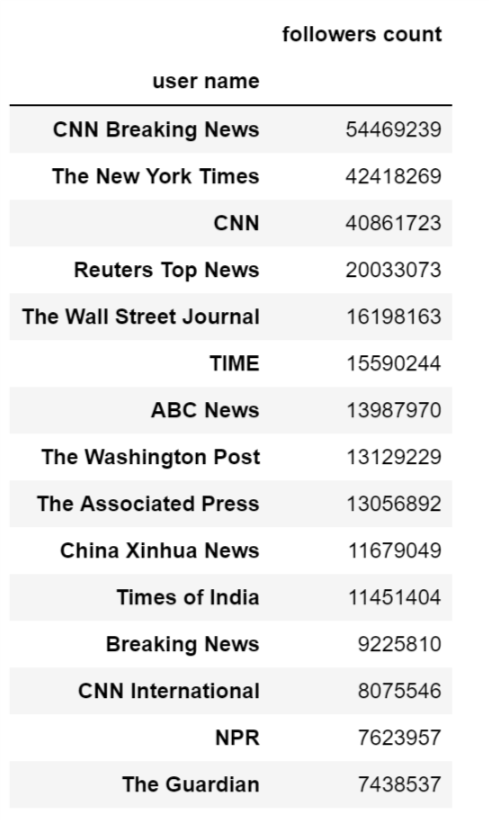 followers count
user name
CNN Breaking News 54469239
The New York Times 42418269
CNN 40861723
Reuters Top News 20033073
The Wall Street Journal 16198163
TIME 15590244
ABC News 13987970
The Washington Post 13129229
The Associated Press 13056892
China Xinhua News 11679049
Times of India 11451404
Breaking News 9225810
CNN International 8075546
NPR 7623957
The Guardian 7438537